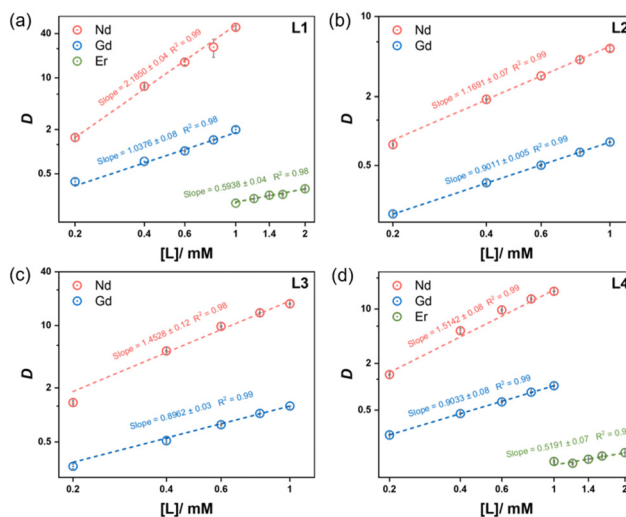 (a)
L1
Nd
Gd
Er
Slope = 2.1850 ± 0.04 R² = 0.99
Slope = 1.0376 ± 0.08 R² = 0.98
Slope = 0.5938 ± 0.04 R² = 0.98
40
10
2
0.5
D
0.2 0.4 0.6 1 1.4 2
[L]/ mM
(b)
L2
Nd
Gd
Slope = 1.1691 ± 0.07 R² = 0.99
Slope = 0.9011 ± 0.005 R² = 0.99
10
2
0.5
D
0.2 0.4 0.6 1
[L]/ mM
(c)
L3
Nd
Gd
Slope = 1.4528 ± 0.12 R² = 0.98
Slope = 0.8962 ± 0.03 R² = 0.99
40
10
2
0.5
D
0.2 0.4 0.6 1
[L]/ mM
(d)
L4
Nd
Gd
Er
Slope = 1.5142 ± 0.08 R² = 0.99
Slope = 0.9033 ± 0.08 R² = 0.99
Slope = 0.5191 ± 0.07 R² = 0.9
10
2
0.5
D
0.2 0.4 0.6 1 1.4 2
[L]/ mM